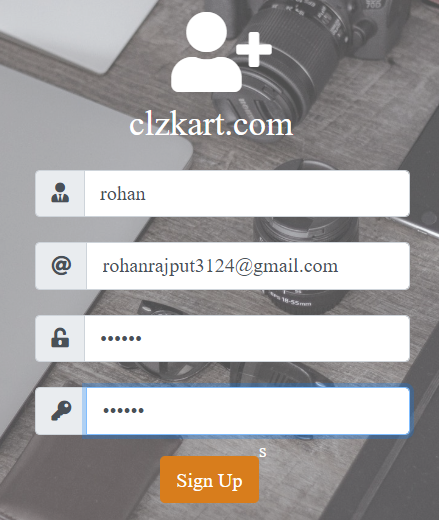 clzkart.com
rohan
@
rohanrajput3124@gmail.com
••••••
••••••
s
Sign Up